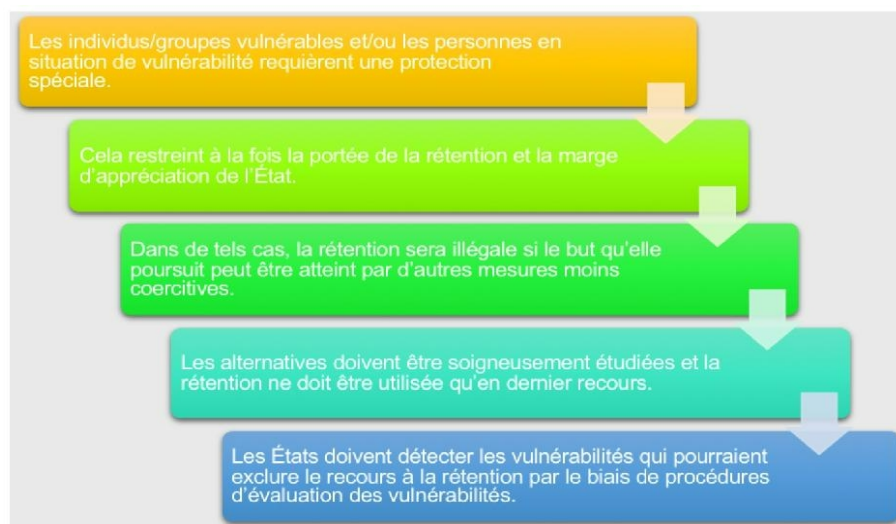 Les individus/groupes vulnérables et/ou les personnes en
situation de vulnérabilité requièrent une protection
spéciale.
Cela restreint à la fois la portée de la rétention et la marge
d'appréciation de l'État.
Dans de tels cas, la rétention sera illégale si le but qu'elle
poursuit peut être atteint par d'autres mesures moins
coercitives.
Les alternatives doivent être soigneusement étudiées et la
rétention ne doit être utilisée qu'en dernier recours.
Les États doivent détecter les vulnérabilités qui pourraient
exclure le recours à la rétention par le biais de procédures
d'évaluation des vulnérabilités.